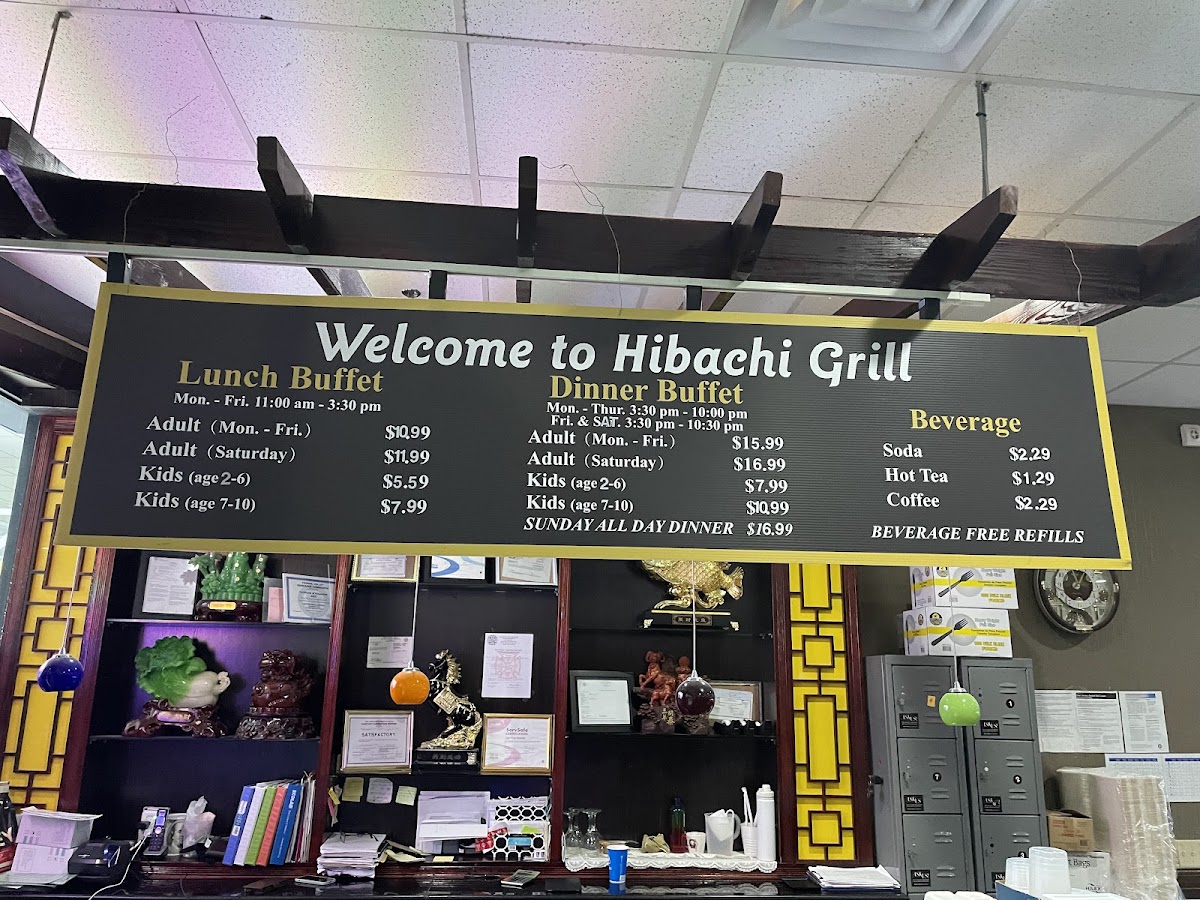 Welcome to Hibachi Grill
Lunch Buffet
Mon. - Fri. 11:00 am - 3:30 pm
Adult (Mon. - Fri.) $10.99
Adult (Saturday) $11.99
Kids (age 2-6) $5.59
Kids (age 7-10) $7.99
Dinner Buffet
Mon. - Thur. 3:30 pm - 10:00 pm
Fri. & SAT. 3:30 pm - 10:30 pm
Adult (Mon. - Fri.) $15.99
Adult (Saturday) $16.99
Kids (age 2-6) $7.99
Kids (age 7-10) $10.99
SUNDAY ALL DAY DINNER $16.99
Beverage
Soda $2.29
Hot Tea $1.29
Coffee $2.29
BEVERAGE FREE REFILLS
SATISFACTORY
ServSafe